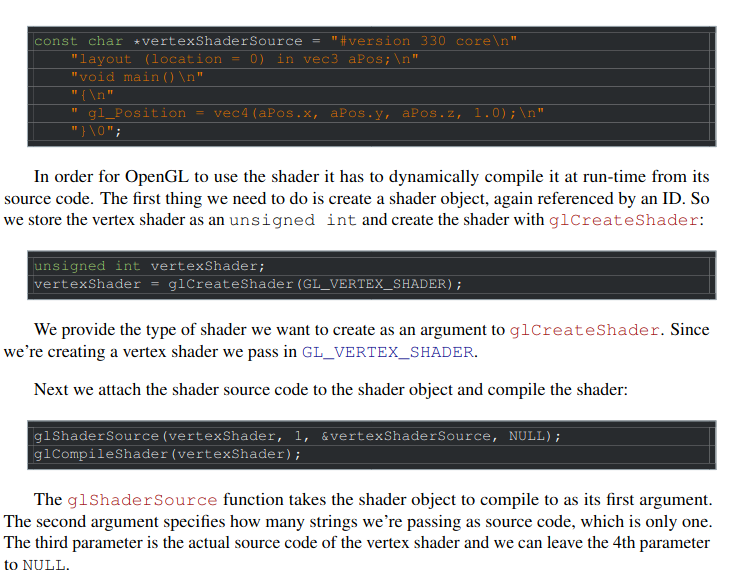 const char *vertexShaderSource = "#version 330 core\n"
"layout (location = 0) in vec3 aPos;\n"
"void main()\n"
"{\n"
" gl_Position = vec4(aPos.x, aPos.y, aPos.z, 1.0);\n"
"}\0";
In order for OpenGL to use the shader it has to dynamically compile it at run-time from its
source code. The first thing we need to do is create a shader object, again referenced by an ID. So
we store the vertex shader as an unsigned int and create the shader with glCreateShader:
unsigned int vertexShader;
vertexShader = glCreateShader(GL_VERTEX_SHADER);
We provide the type of shader we want to create as an argument to glCreateShader. Since
we're creating a vertex shader we pass in GL_VERTEX_SHADER.
Next we attach the shader source code to the shader object and compile the shader:
glShaderSource(vertexShader, 1, &vertexShaderSource, NULL);
glCompileShader(vertexShader);
The glShaderSource function takes the shader object to compile to as its first argument.
The second argument specifies how many strings we're passing as source code, which is only one.
The third parameter is the actual source code of the vertex shader and we can leave the 4th parameter
to NULL.